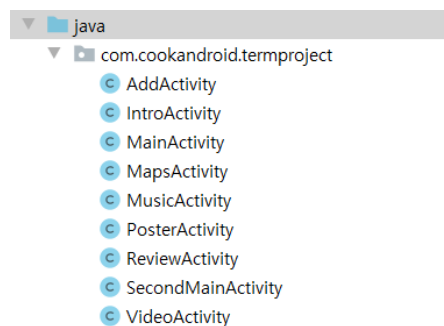 java
com.cookandroid.termproject
C AddActivity
C IntroActivity
C MainActivity
C MapsActivity
C MusicActivity
C PosterActivity
C ReviewActivity
C SecondMainActivity
C VideoActivity